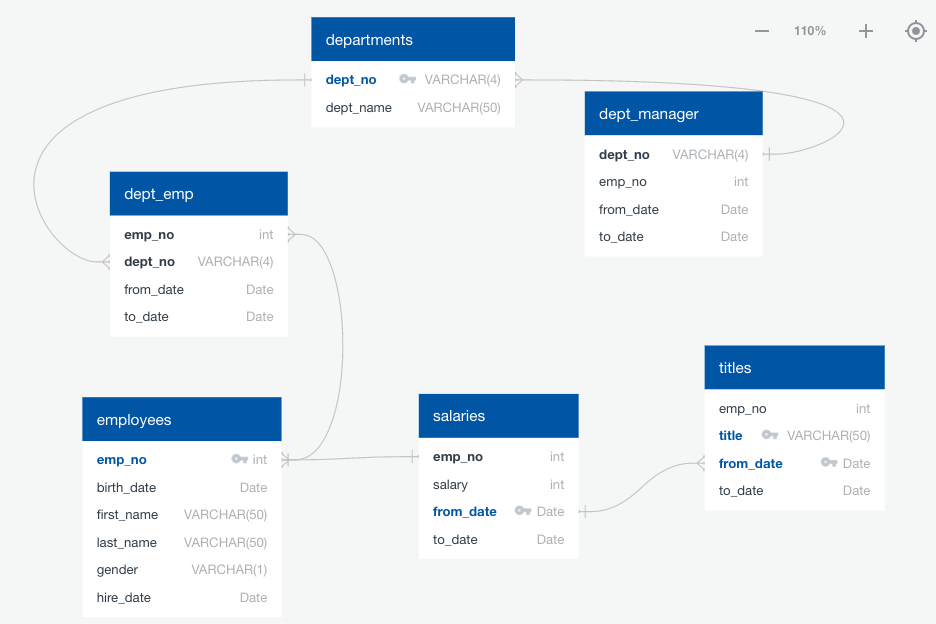 110%
departments
dept_no VARCHAR(4)
dept_name VARCHAR(50)
dept_manager
dept_no VARCHAR(4)
emp_no int
from_date Date
to_date Date
dept_emp
emp_no int
dept_no VARCHAR(4)
from_date Date
to_date Date
employees
emp_no int
birth_date Date
first_name VARCHAR(50)
last_name VARCHAR(50)
gender VARCHAR(1)
hire_date Date
salaries
emp_no int
salary int
from_date Date
to_date Date
titles
emp_no int
title VARCHAR(50)
from_date Date
to_date Date